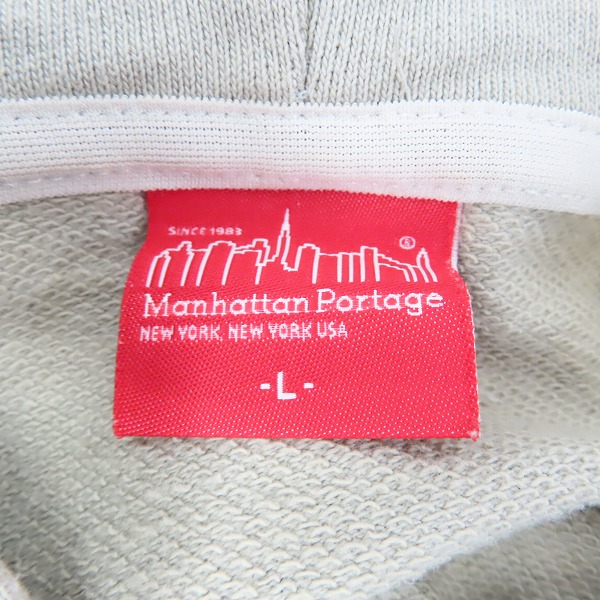 SINCE 1983
®
Manhattan Portage
NEW YORK, NEW YORK USA
-L-